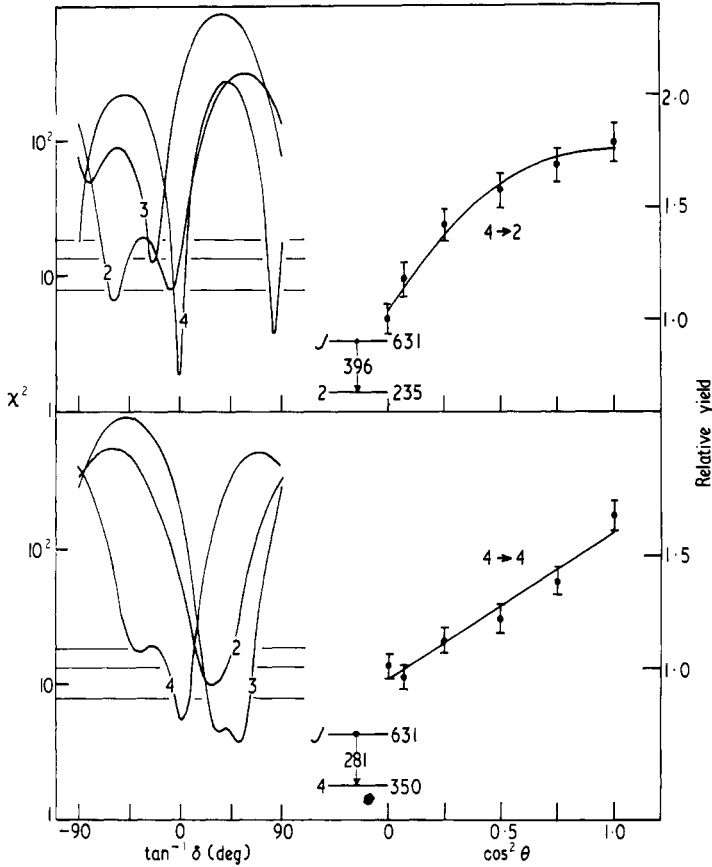 10²
10
χ²
1
3
2
4
2·0
1·5
1·0
4→2
J 631
396
2 235
Relative yield
10²
10
1
2
4
3
1·5
1·0
4→4
J 631
281
4 350
-90 0 90
tan⁻¹ δ (deg)
0 0·5 1·0
cos² θ